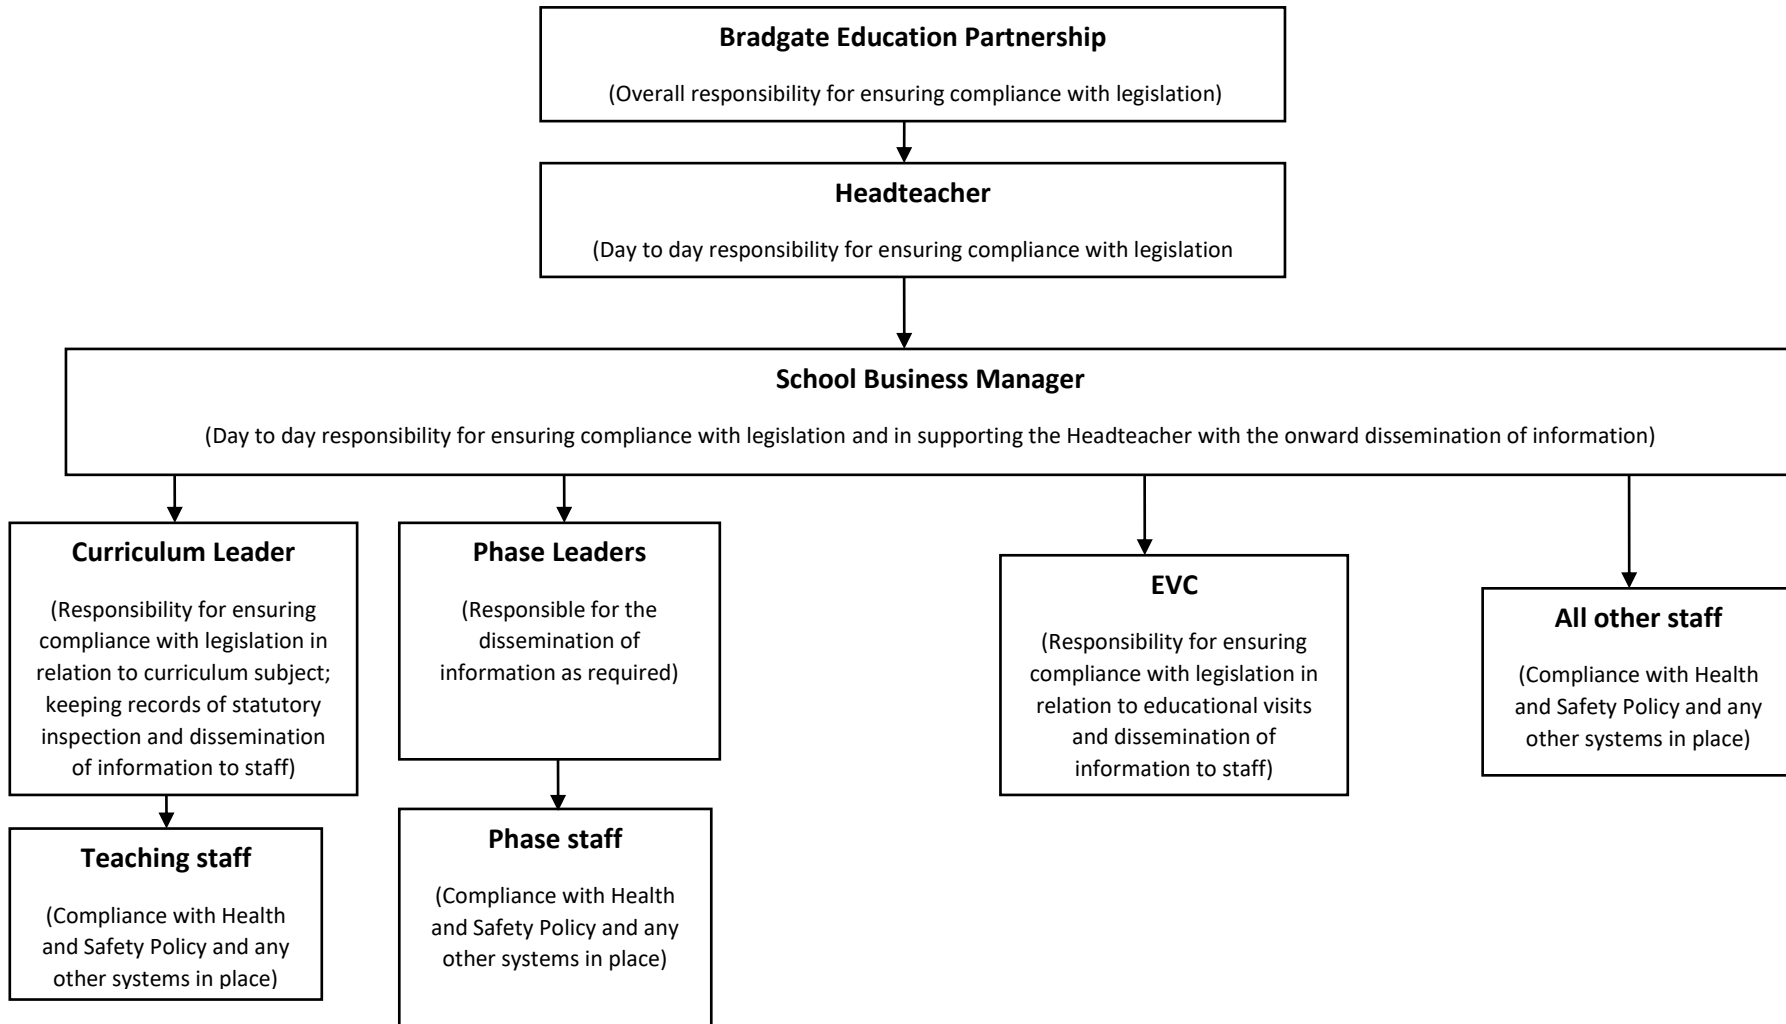 Bradgate Education Partnership
(Overall responsibility for ensuring compliance with legislation)
Headteacher
(Day to day responsibility for ensuring compliance with legislation
School Business Manager
(Day to day responsibility for ensuring compliance with legislation and in supporting the Headteacher with the onward dissemination of information)
Curriculum Leader
(Responsibility for ensuring
compliance with legislation in
relation to curriculum subject;
keeping records of statutory
inspection and dissemination
of information to staff)
Phase Leaders
(Responsible for the
dissemination of
information as required)
EVC
(Responsibility for ensuring
compliance with legislation in
relation to educational visits
and dissemination of
information to staff)
All other staff
(Compliance with Health
and Safety Policy and any
other systems in place)
Teaching staff
(Compliance with Health
and Safety Policy and any
other systems in place)
Phase staff
(Compliance with Health
and Safety Policy and any
other systems in place)